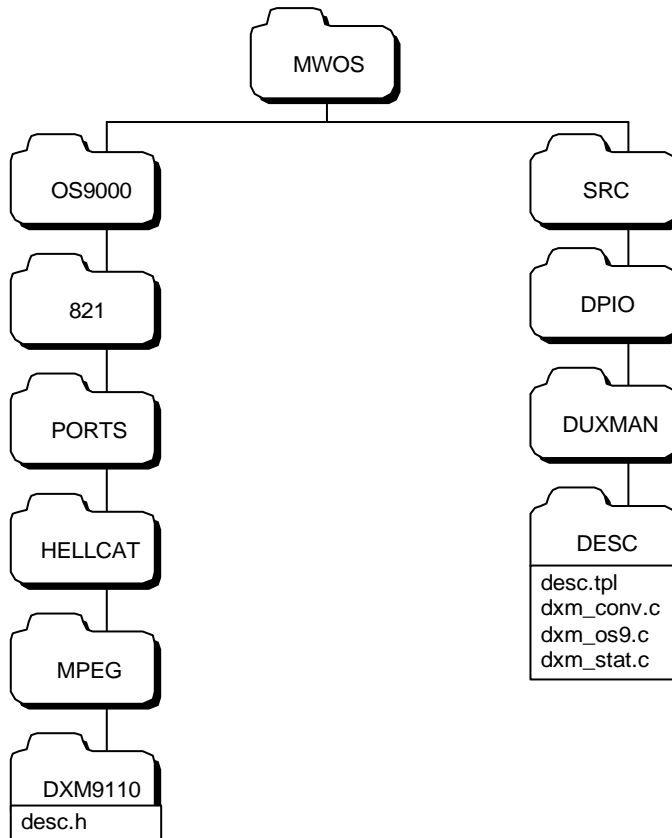 MWOS
OS9000
SRC
821
DPIO
PORTS
DUXMAN
HELLCAT
DESC
desc.tpl
dxm_conv.c
dxm_os9.c
dxm_stat.c
MPEG
DXM9110
desc.h